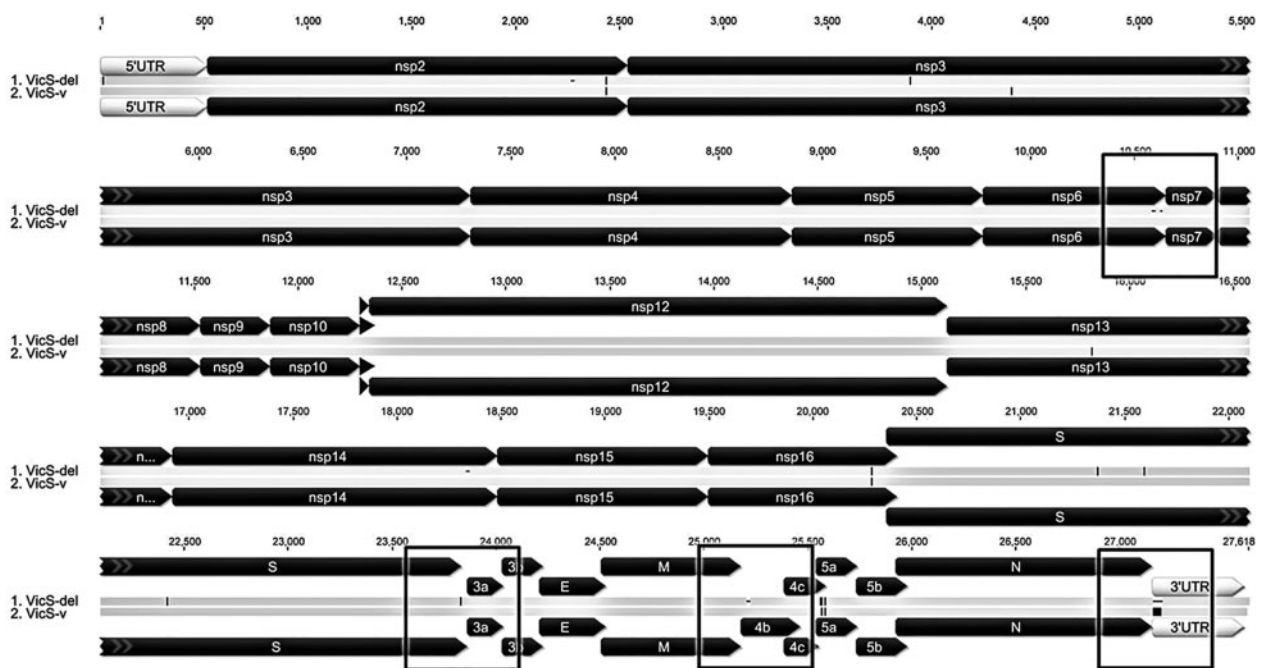 1 500 1,000 1,500 2,000 2,500 3,000 3,500 4,000 4,500 5,000 5,500
5'UTR nsp2 nsp3
1. VicS-del
2. VicS-v
5'UTR nsp2 nsp3
6,000 6,500 7,000 7,500 8,000 8,500 9,000 9,500 10,000 10,500 11,000
nsp3 nsp4 nsp5 nsp6 nsp7
1. VicS-del
2. VicS-v
nsp3 nsp4 nsp5 nsp6 nsp7
11,500 12,000 12,500 13,000 13,500 14,000 14,500 15,000 15,500 16,000 16,500
nsp12
nsp8 nsp9 nsp10 nsp13
1. VicS-del
2. VicS-v
nsp8 nsp9 nsp10 nsp13
nsp12
17,000 17,500 18,000 18,500 19,000 19,500 20,000 20,500 21,000 21,500 22,000
S
n... nsp14 nsp15 nsp16
1. VicS-del
2. VicS-v
n... nsp14 nsp15 nsp16
S
22,500 23,000 23,500 24,000 24,500 25,000 25,500 26,000 26,500 27,000 27,618
S 3b M 5a N
3a E 4c 5b 3'UTR
1. VicS-del
2. VicS-v
3a E 4b 5a N 3'UTR
S 3b M 4c 5b